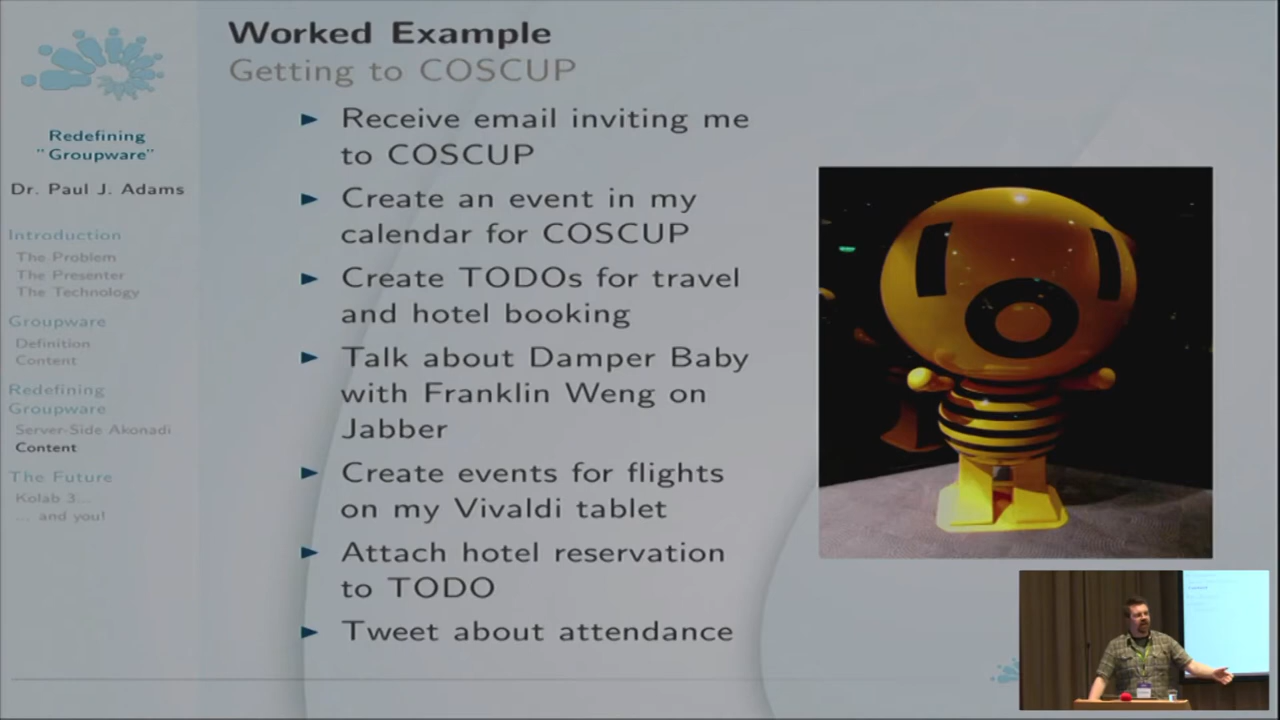 Redefining
"Groupware"
Dr. Paul J. Adams
Introduction
The Problem
The Presenter
The Technology
Groupware
Definition
Content
Redefining
Groupware
Server-Side Akonadi
Content
The Future
Kolab 3...
... and you!
Worked Example
Getting to COSCUP
► Receive email inviting me
to COSCUP
► Create an event in my
calendar for COSCUP
► Create TODOs for travel
and hotel booking
► Talk about Damper Baby
with Franklin Weng on
Jabber
► Create events for flights
on my Vivaldi tablet
► Attach hotel reservation
to TODO
► Tweet about attendance